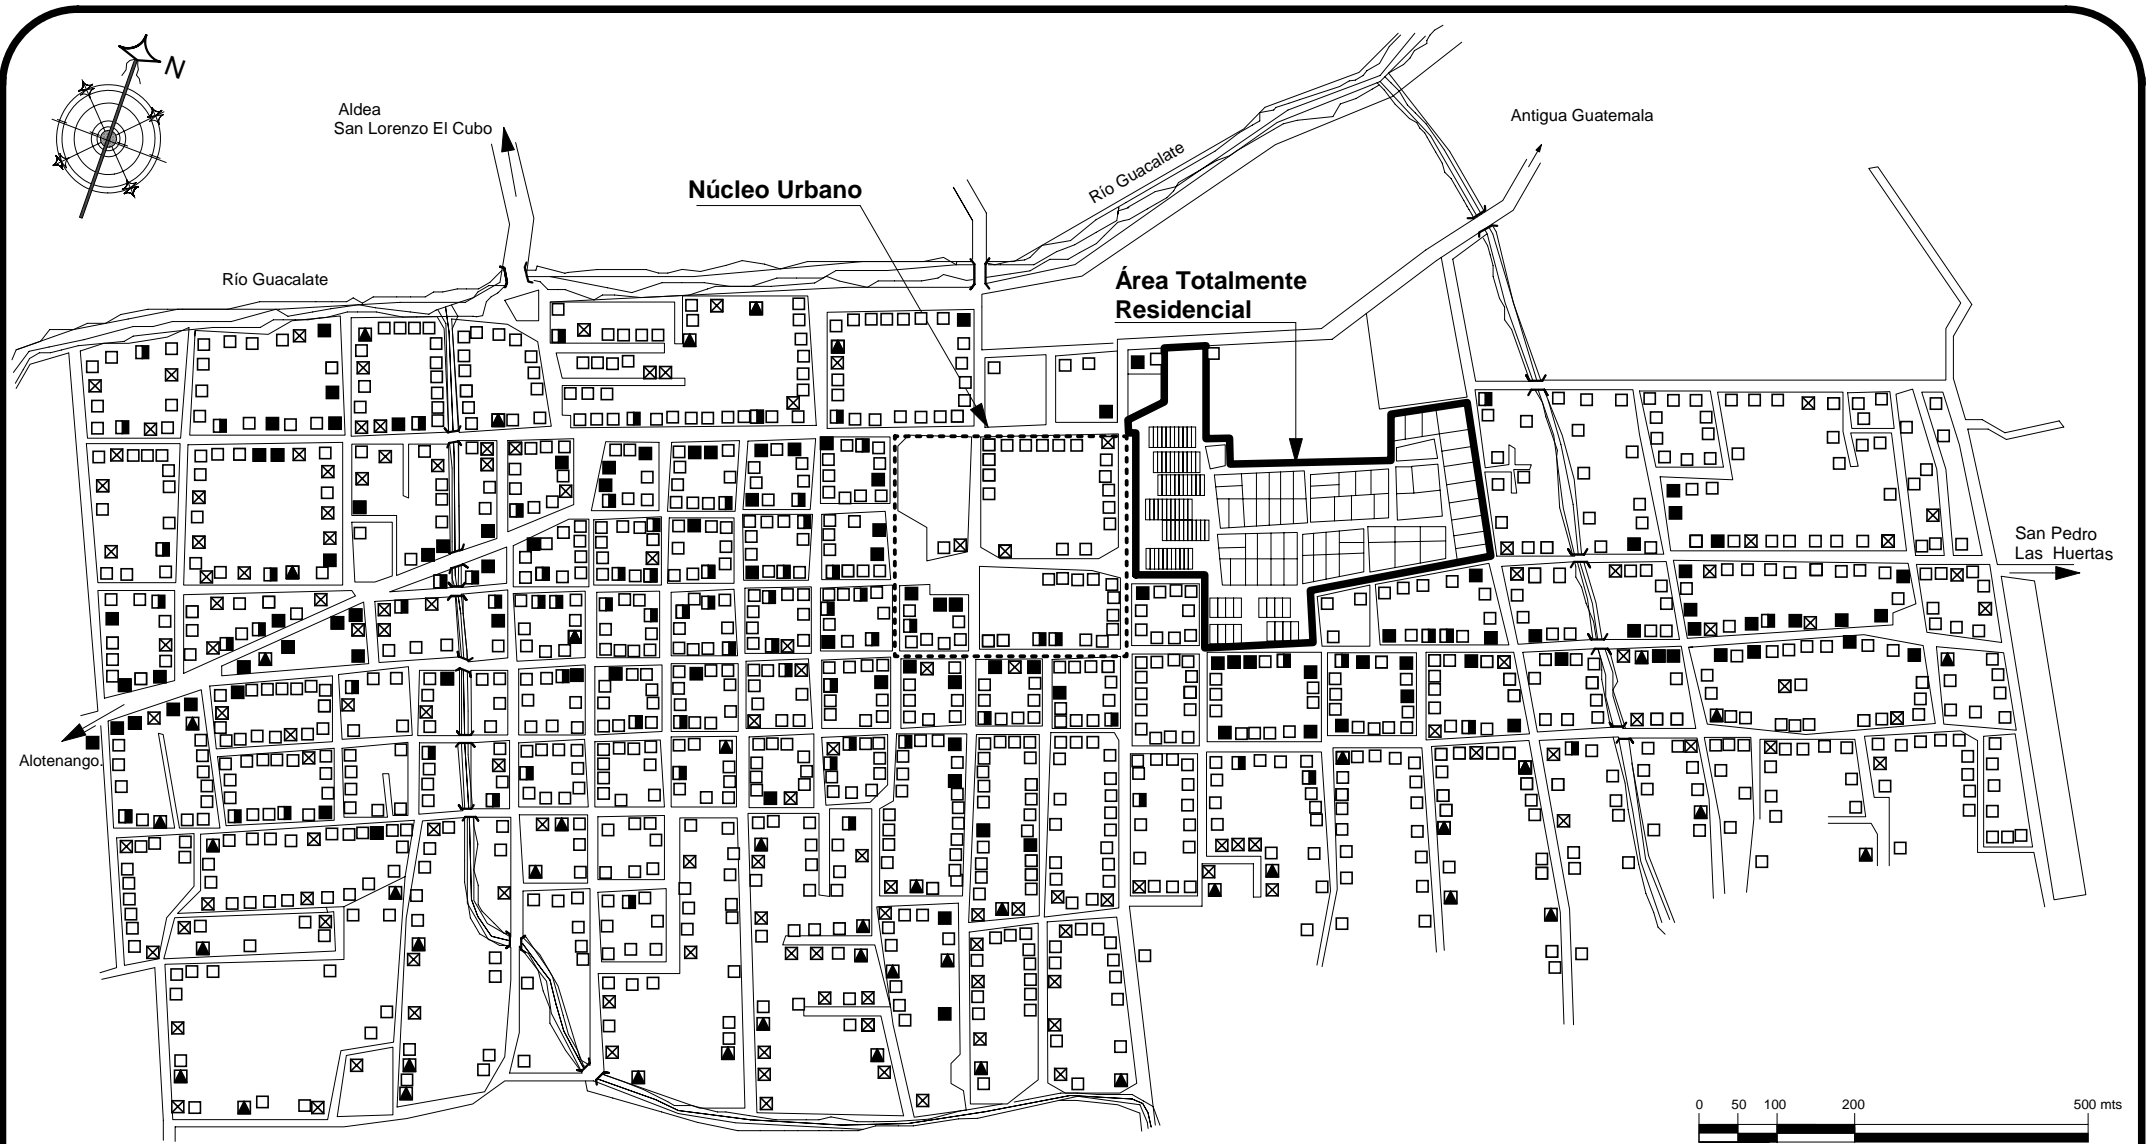 N
Aldea
San Lorenzo El Cubo
Antigua Guatemala
Río Guacalate
Núcleo Urbano
Río Guacalate
Área Totalmente
Residencial
San Pedro
Las Huertas
Alotenango.
0 50 100 200 500 mts